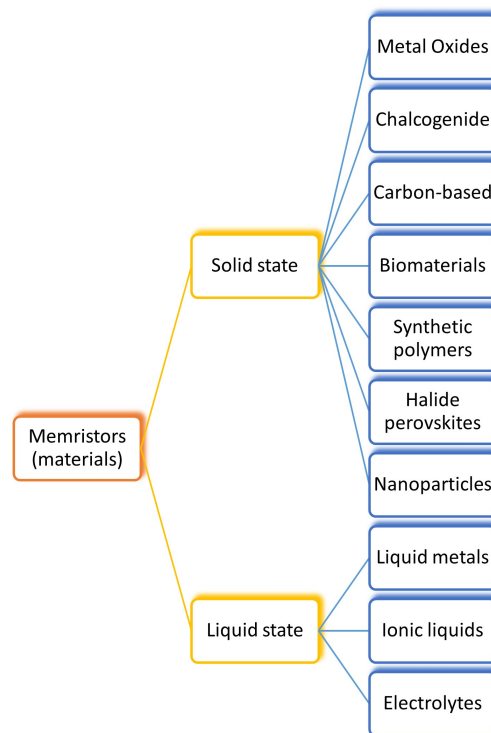 Metal Oxides
Chalcogenide
Carbon-based
Solid state
Biomaterials
Synthetic
polymers
Halide
perovskites
Memristors
(materials)
Nanoparticles
Liquid metals
Liquid state
Ionic liquids
Electrolytes